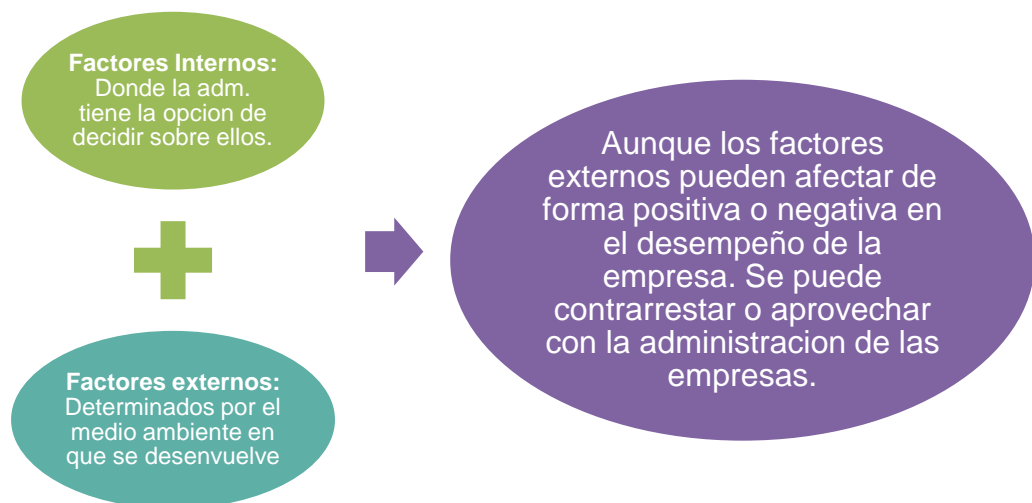 Factores Internos:
Donde la adm.
tiene la opcion de
decidir sobre ellos.
Factores externos:
Determinados por el
medio ambiente en
que se desenvuelve
Aunque los factores
externos pueden afectar de
forma positiva o negativa en
el desempeño de la
empresa. Se puede
contrarrestar o aprovechar
con la administracion de las
empresas.